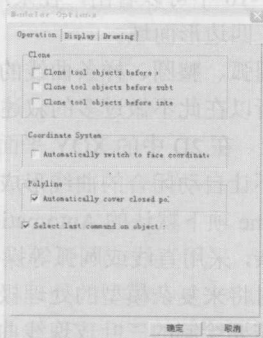 Modeler Options
Operation Display Drawing
Clone
Clone tool objects before
Clone tool objects before subt
Clone tool objects before inte
Coordinate System
Automatically switch to face coordinat
Polyline
Automatically cover closed po
Select last command on object
确定 取消